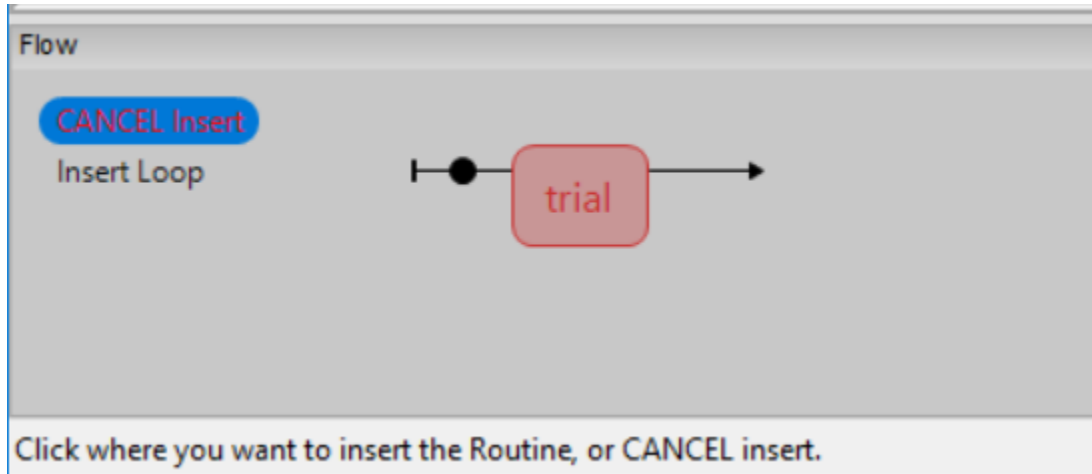 Flow
CANCEL Insert
Insert Loop
trial
Click where you want to insert the Routine, or CANCEL insert.